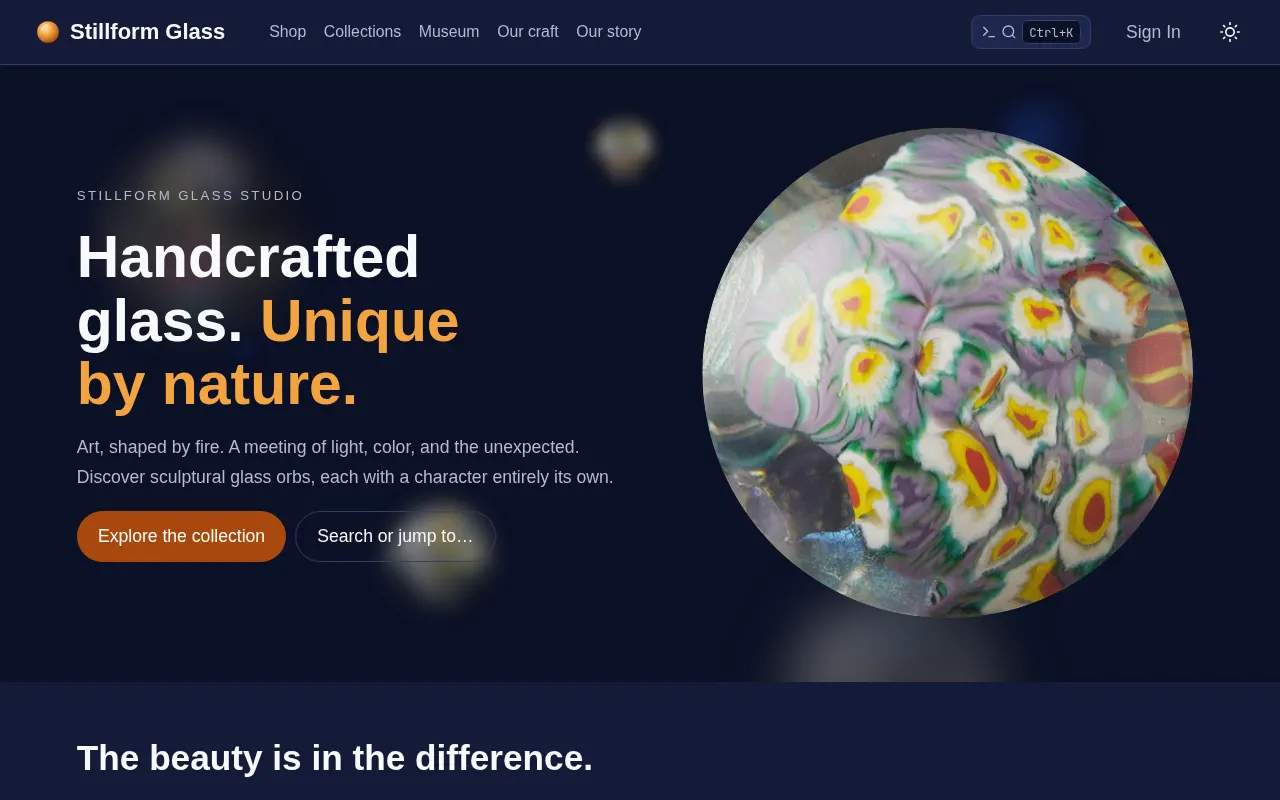 Stillform Glass
Shop
Collections
Museum
Our craft
Our story
Ctrl+K
Sign In
STILLFORM GLASS STUDIO
Handcrafted
glass. Unique
by nature.
Art, shaped by fire. A meeting of light, color, and the unexpected.
Discover sculptural glass orbs, each with a character entirely its own.
Explore the collection
Search or jump to…
The beauty is in the difference.